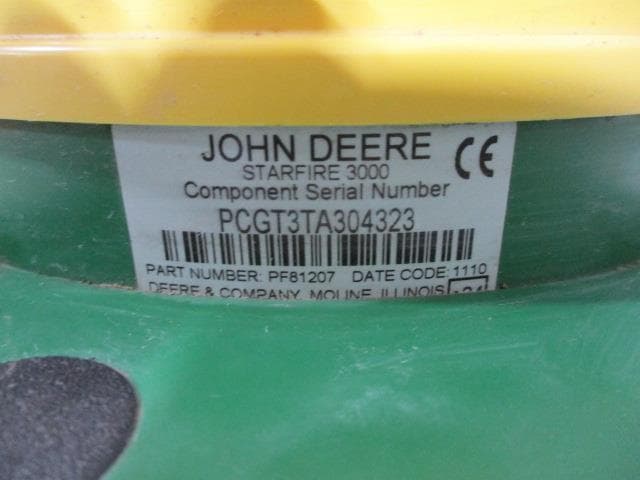 JOHN DEERE
CE
STARFIRE 3000
Component Serial Number
PCGT3TA304323
PART NUMBER: PF81207 DATE CODE: 1110
DEERE & COMPANY, MOLINE, ILLINOIS